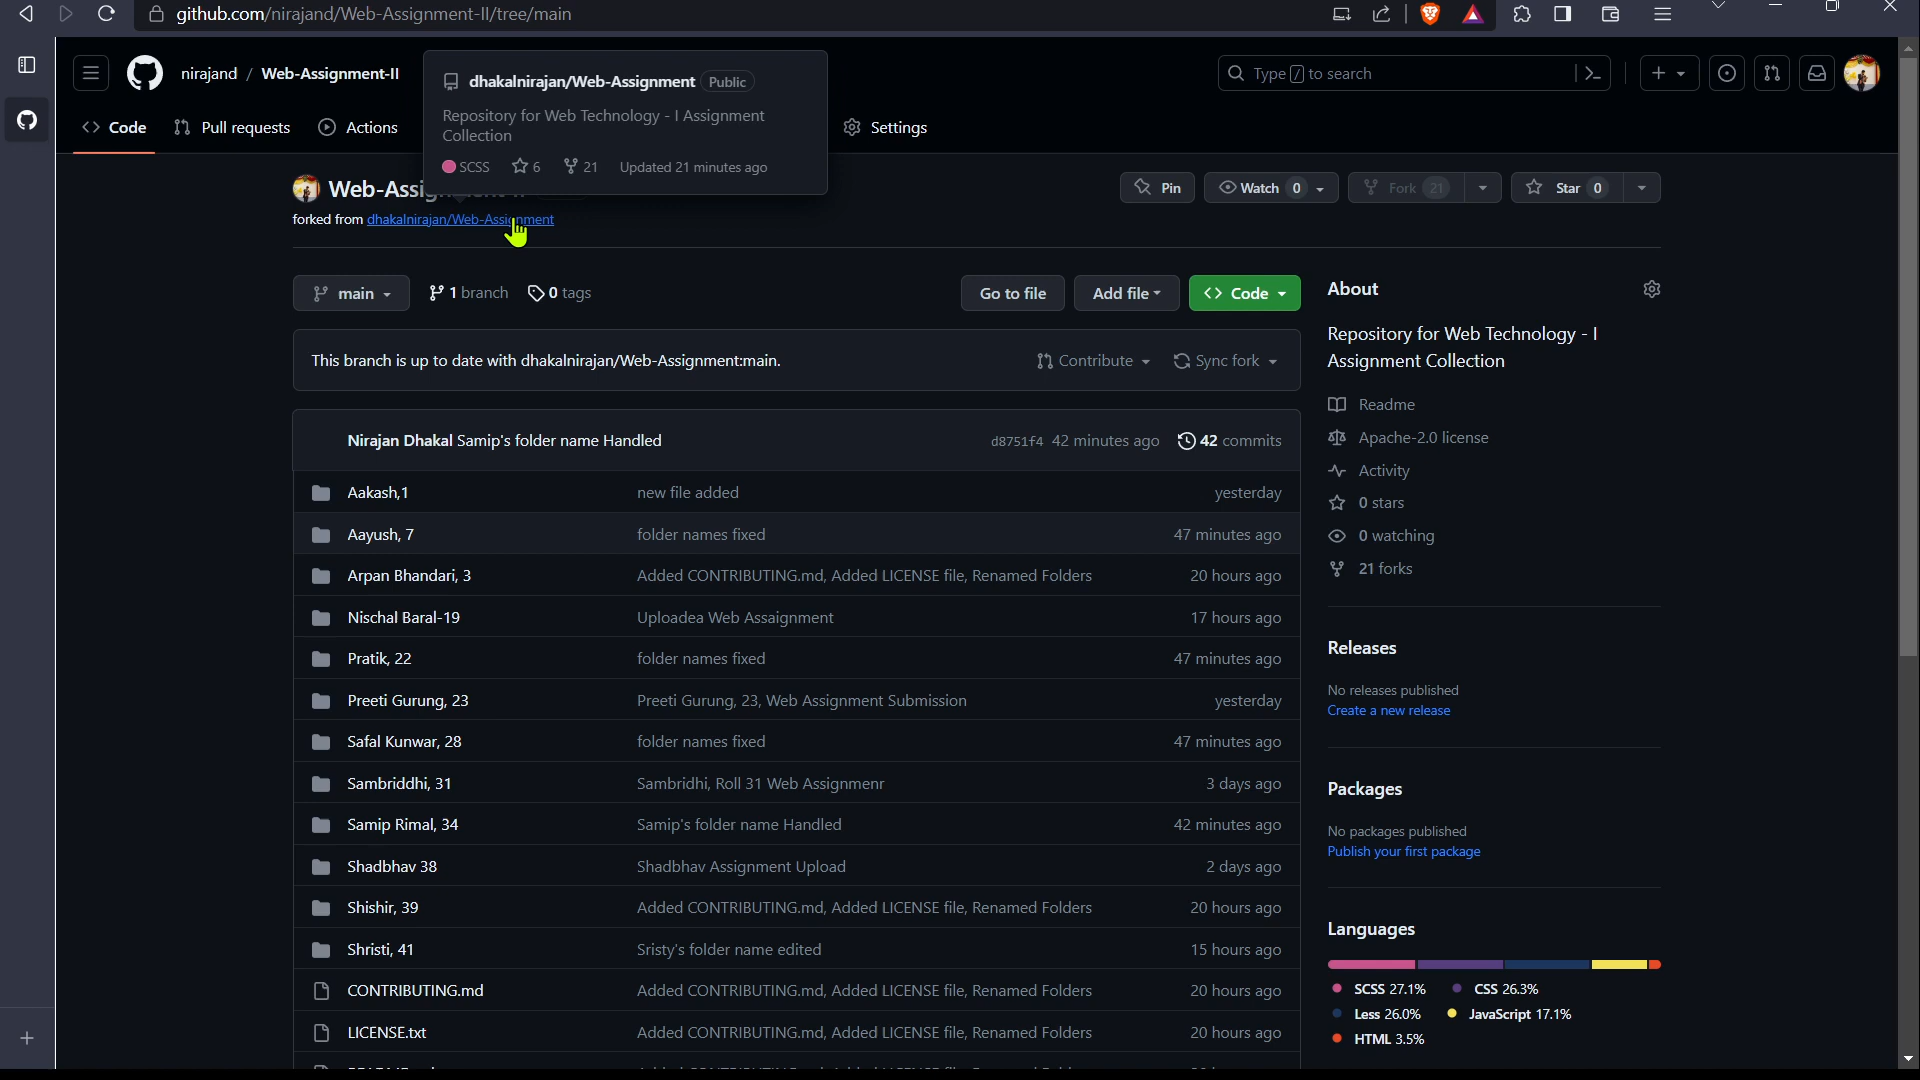 github.com/nirajand/Web-Assignment-II/tree/main
nirajand / Web-Assignment-II
Type / to search
Code
Pull requests
Actions
Settings
dhakalnirajan/Web-Assignment Public
Repository for Web Technology - I Assignment
Collection
SCSS 6 21 Updated 21 minutes ago
forked from dhakalnirajan/Web-Assignment
Pin
Watch 0
Fork 21
Star 0
main
1 branch
0 tags
Go to file
Add file
Code
This branch is up to date with dhakalnirajan/Web-Assignment:main.
Contribute
Sync fork
Nirajan Dhakal Samip's folder name Handled d8751f4 42 minutes ago 42 commits
Aakash,1 new file added yesterday
Aayush, 7 folder names fixed 47 minutes ago
Arpan Bhandari, 3 Added CONTRIBUTING.md, Added LICENSE file, Renamed Folders 20 hours ago
Nischal Baral-19 Uploadea Web Assaignment 17 hours ago
Pratik, 22 folder names fixed 47 minutes ago
Preeti Gurung, 23 Preeti Gurung, 23, Web Assignment Submission yesterday
Safal Kunwar, 28 folder names fixed 47 minutes ago
Sambriddhi, 31 Sambridhi, Roll 31 Web Assignmenr 3 days ago
Samip Rimal, 34 Samip's folder name Handled 42 minutes ago
Shadbhav 38 Shadbhav Assignment Upload 2 days ago
Shishir, 39 Added CONTRIBUTING.md, Added LICENSE file, Renamed Folders 20 hours ago
Shristi, 41 Sristy's folder name edited 15 hours ago
CONTRIBUTING.md Added CONTRIBUTING.md, Added LICENSE file, Renamed Folders 20 hours ago
LICENSE.txt Added CONTRIBUTING.md, Added LICENSE file, Renamed Folders 20 hours ago
About
Repository for Web Technology - I
Assignment Collection
Readme
Apache-2.0 license
Activity
0 stars
0 watching
21 forks
Releases
No releases published
Create a new release
Packages
No packages published
Publish your first package
Languages
SCSS 27.1% CSS 26.3%
Less 26.0% JavaScript 17.1%
HTML 3.5%